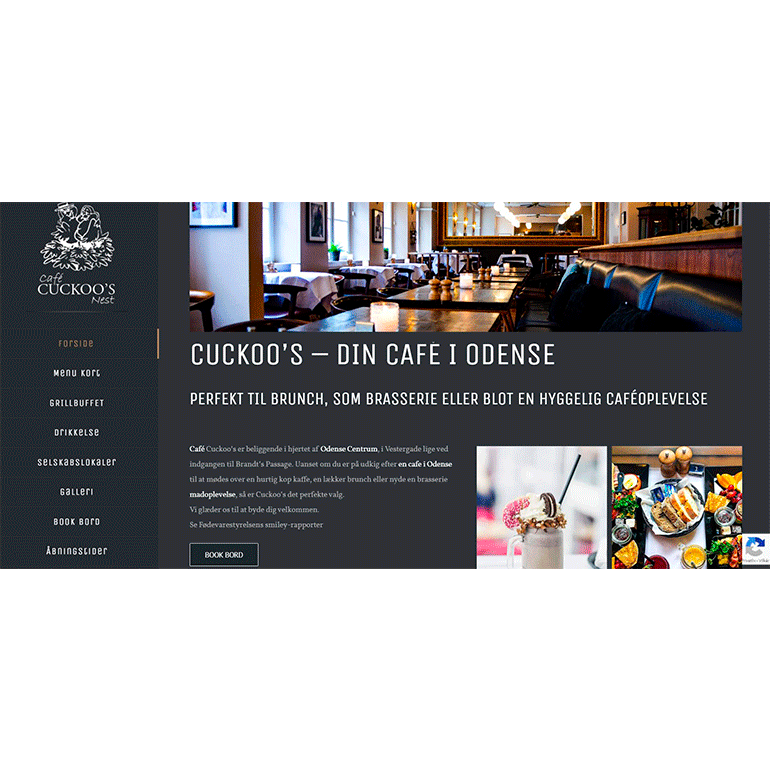 Café
CUCKOO'S
Nest
Forside
Menu Kort
GRILLBUFFET
Drikkelse
Selskabslokaler
Galleri
BOOK BORD
Åbningstider
CUCKOO'S – DIN CAFE I ODENSE
PERFEKT TIL BRUNCH, SOM BRASSERIE ELLER BLOT EN HYGGELIG CAFÉOPLEVELSE
Café Cuckoo's er beliggende i hjertet af Odense Centrum, i Vestergade lige ved
indgangen til Brandt's Passage. Uanset om du er på udkig efter en cafe i Odense
til at mødes over en hurtig kop kaffe, en lækker brunch eller nyde en brasserie
madoplevelse, så er Cuckoo's det perfekte valg.
Vi glæder os til at byde dig velkommen.
Se Fødevarestyrelsens smiley-rapporter
BOOK BORD